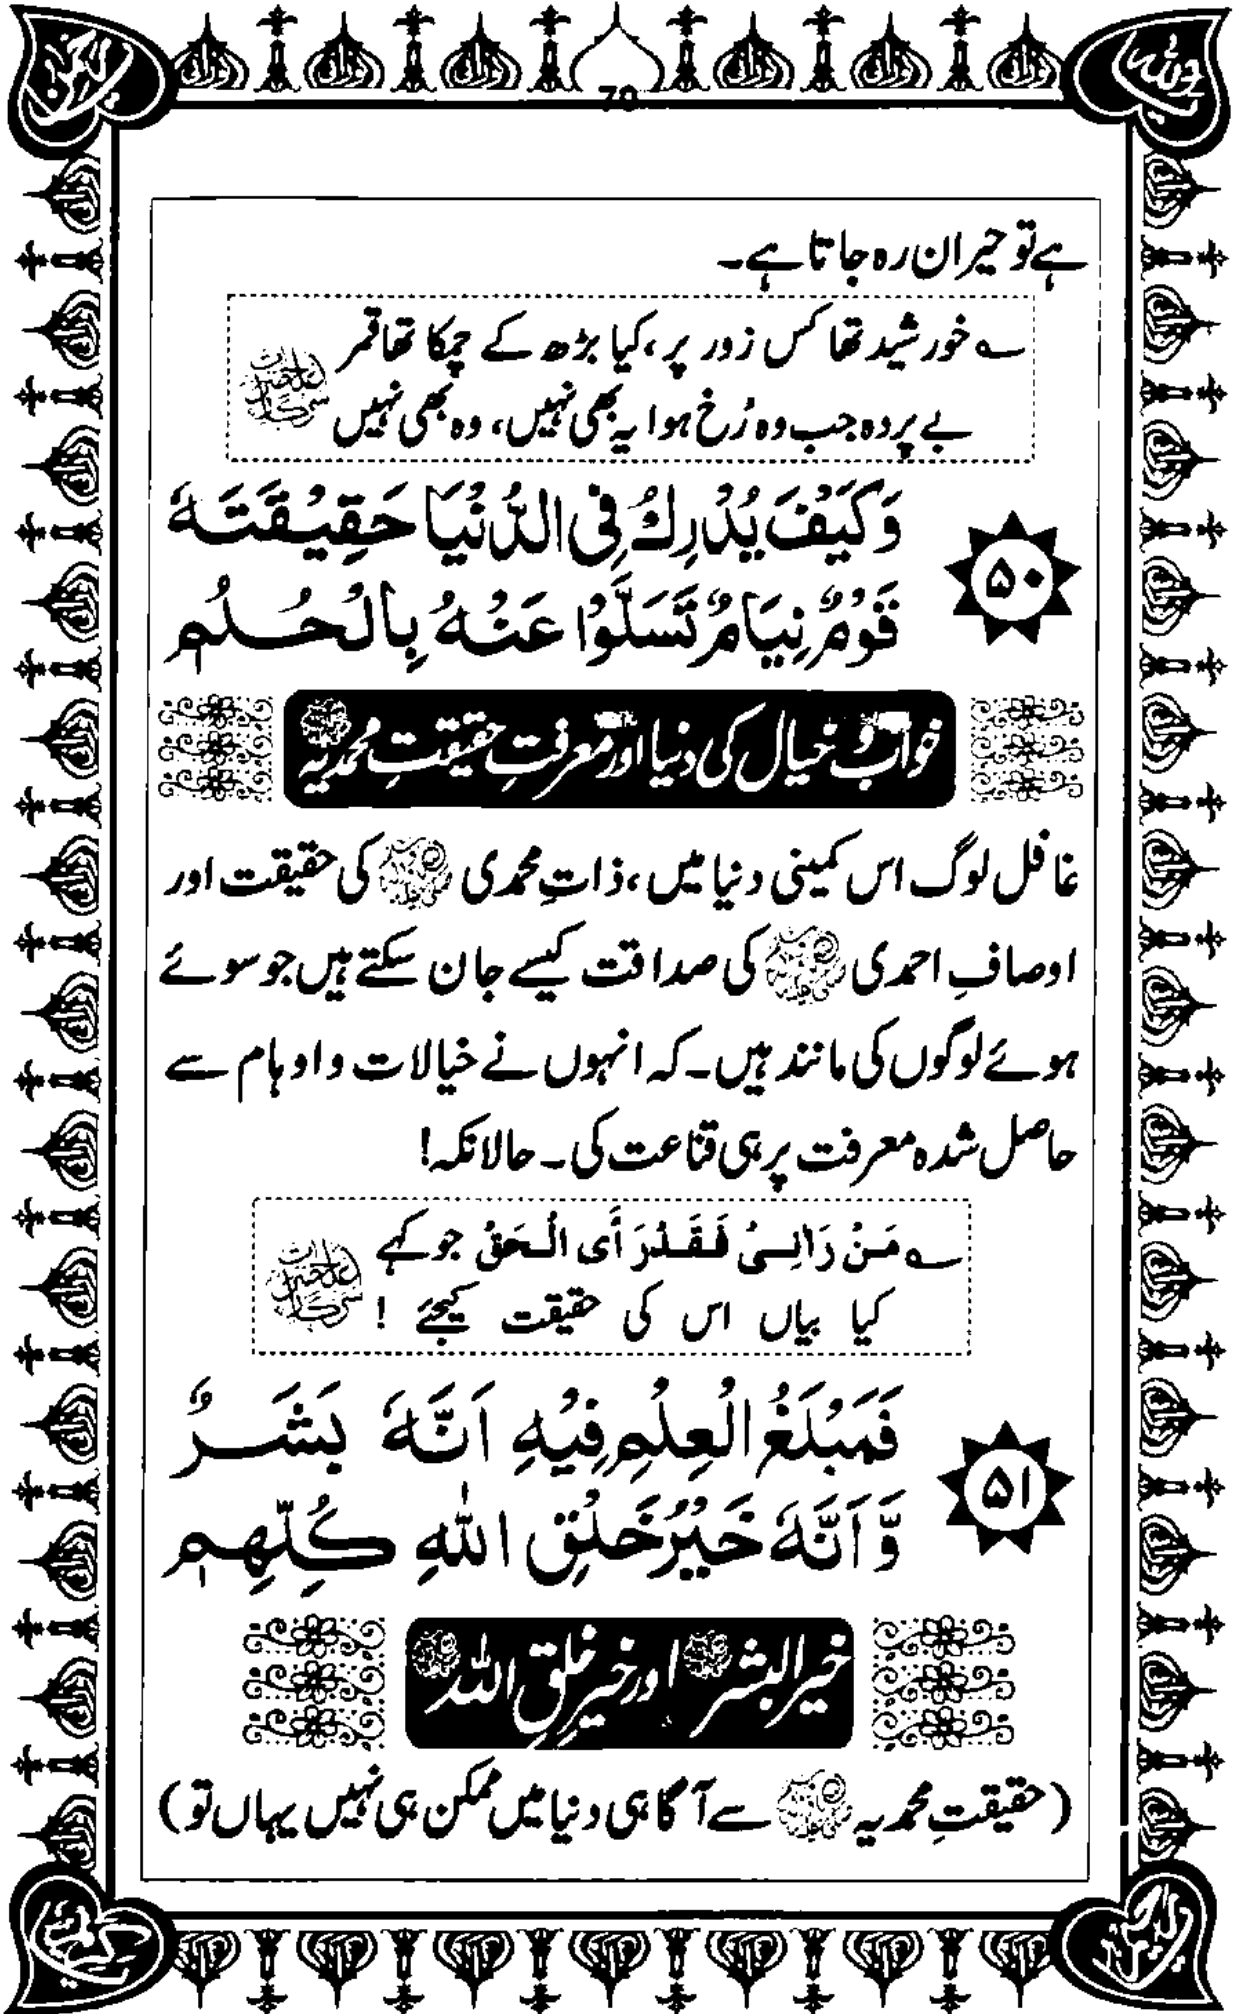 70
ہے تو حیران رہ جاتا ہے۔
؎ خورشید تھا کس زور پر، کیا بڑھ کے چمکا تھا قمر
بے پردہ جب وہ رُخ ہوا یہ بھی نہیں، وہ بھی نہیں
وَكَيْفَ يُدْرِكُ فِي الدُّنْيَا حَقِيْقَتَهٗ
قَوْمٌ نِيَامٌ تَسَلَّوْا عَنْهُ بِالْحُلُمِ
۵۰
خواب و خیال کی دنیا اور معرفتِ حقیقتِ محمدیہ ﷺ
غافل لوگ اس کمینی دنیا میں، ذاتِ محمدی ﷺ کی حقیقت اور
اوصافِ احمدی ﷺ کی صداقت کیسے جان سکتے ہیں جو سوئے
ہوئے لوگوں کی مانند ہیں۔ کہ انہوں نے خیالات و اوہام سے
حاصل شدہ معرفت پر ہی قناعت کی۔ حالانکہ!
؎ مَنْ رَاٰنِيْ فَقَدْ رَأَى الْحَقْ جو کہے
کیا بیاں اس کی حقیقت کیجئے !
فَمَبْلَغُ الْعِلْمِ فِيْهِ اَنَّهٗ بَشَرٌ
وَّاَنَّهٗ خَيْرُ خَلْقِ اللّٰهِ كُلِّهِمِ
۵۱
خیر البشر ﷺ اور خیرِ خلقِ اللہ ﷺ
(حقیقتِ محمدیہ ﷺ سے آگاہی دنیا میں ممکن ہی نہیں یہاں تو)